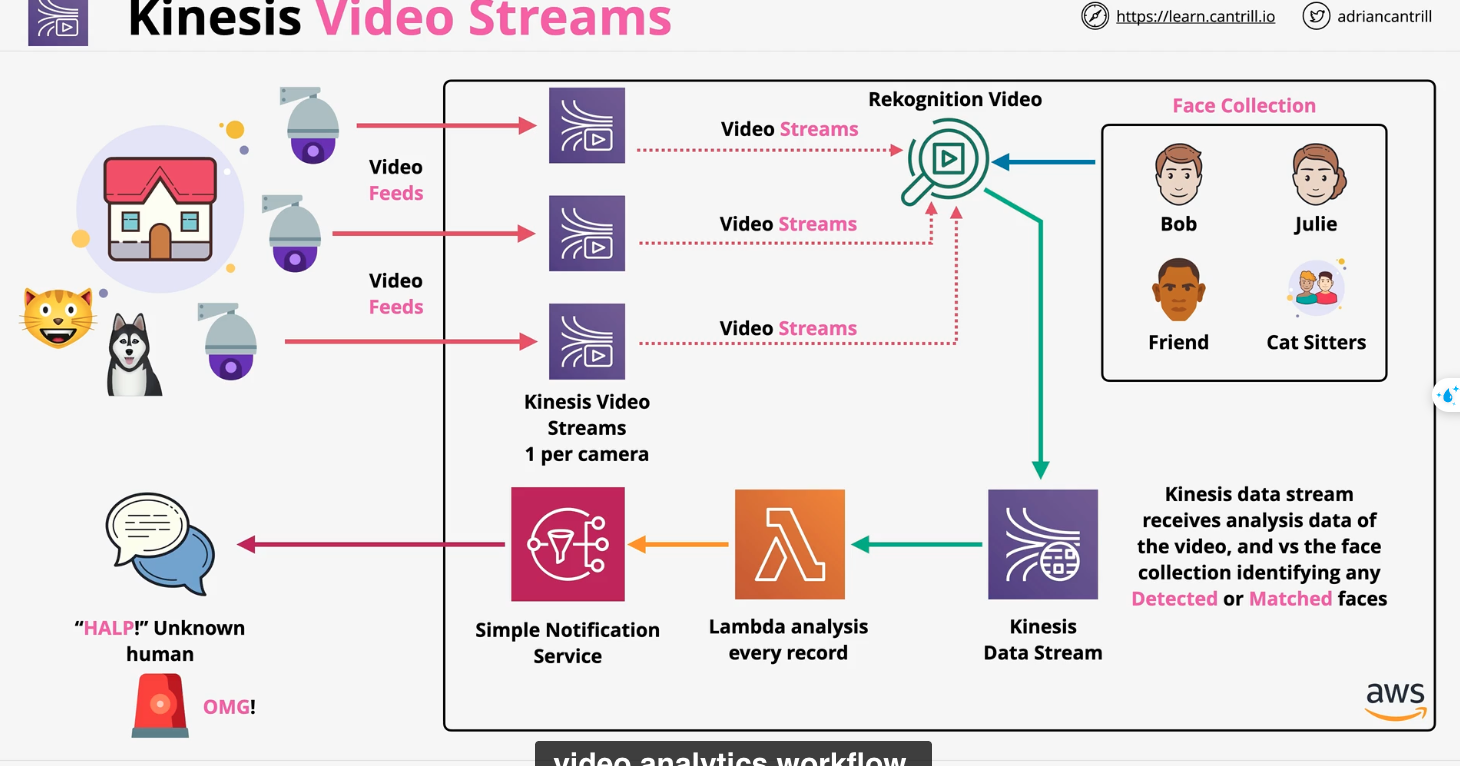 Kinesis Video Streams
https://learn.cantrill.io
adriancantrill
Rekognition Video
Face Collection
Video Streams
Video
Feeds
Bob
Julie
Video Streams
Video
Feeds
Video Streams
Friend
Cat Sitters
Kinesis Video
Streams
1 per camera
Kinesis data stream
receives analysis data of
the video, and vs the face
collection identifying any
Detected or Matched faces
"HALP!" Unknown
human
OMG!
Simple Notification
Service
Lambda analysis
every record
Kinesis
Data Stream
aws
video analytics workflow